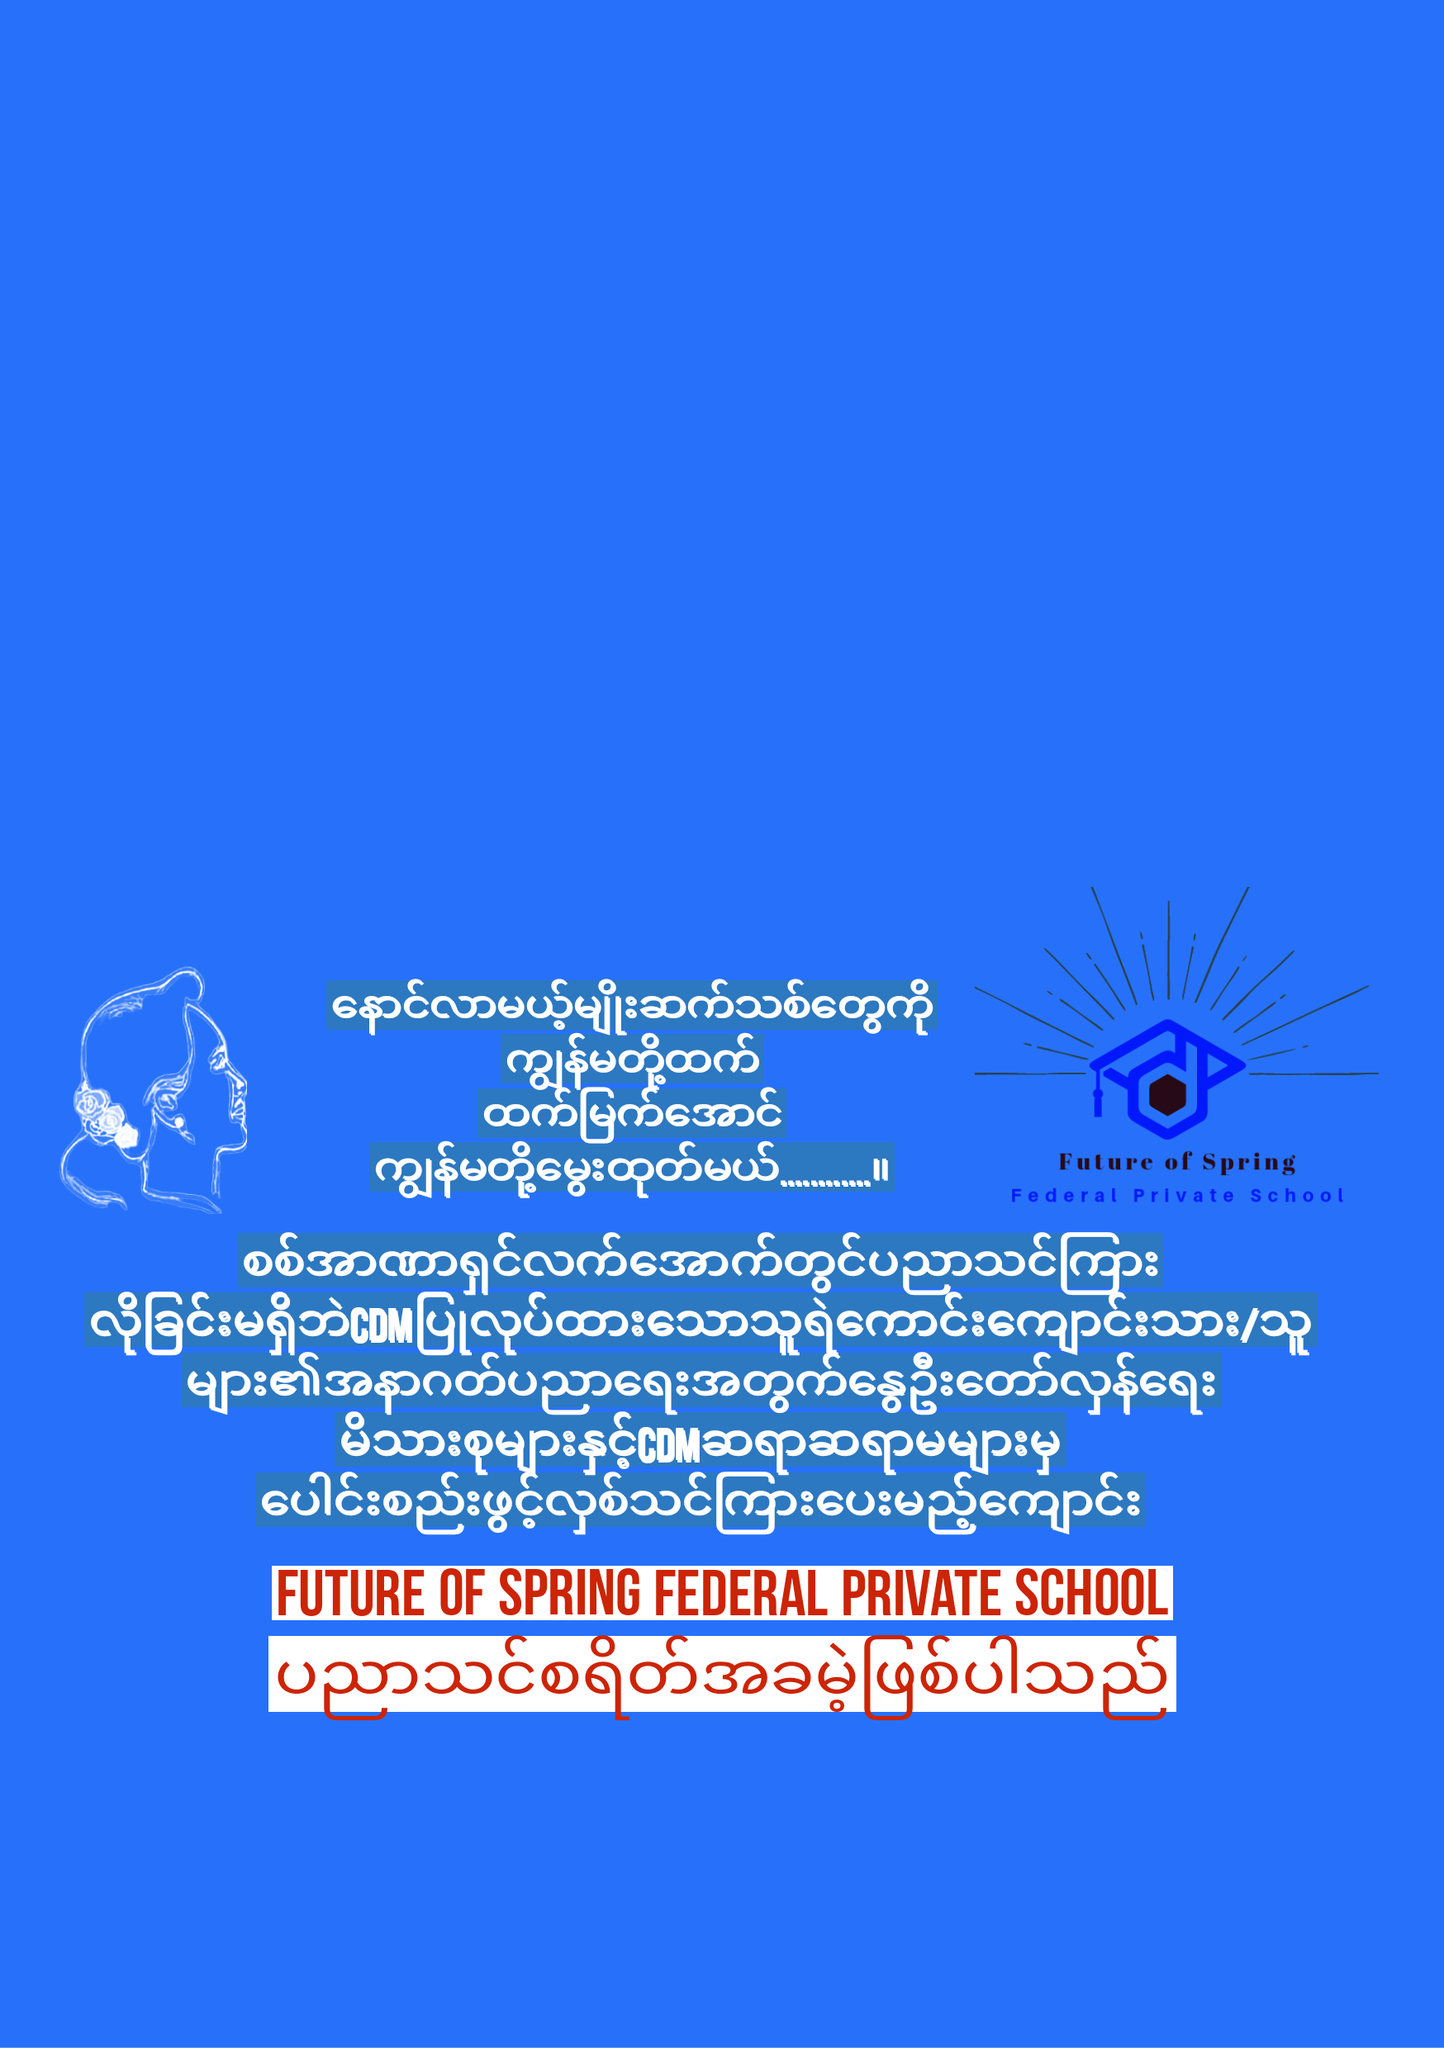 နောင်လာမယ့်မျိုးဆက်သစ်တွေကို
ကျွန်မတို့ထက်
ထက်မြက်အောင်
ကျွန်မတို့မွေးထုတ်မယ်............။
Future of Spring
Federal Private School
စစ်အာဏာရှင်လက်အောက်တွင်ပညာသင်ကြား
လိုခြင်းမရှိဘဲCDMပြုလုပ်ထားသောသူရဲကောင်းကျောင်းသား/သူ
များ၏အနာဂတ်ပညာရေးအတွက်နွေဦးတော်လှန်ရေး
မိသားစုများနှင့်CDMဆရာဆရာမများမှ
ပေါင်းစည်းဖွင့်လှစ်သင်ကြားပေးမည့်ကျောင်း
FUTURE OF SPRING FEDERAL PRIVATE SCHOOL
ပညာသင်စရိတ်အခမဲ့ဖြစ်ပါသည်